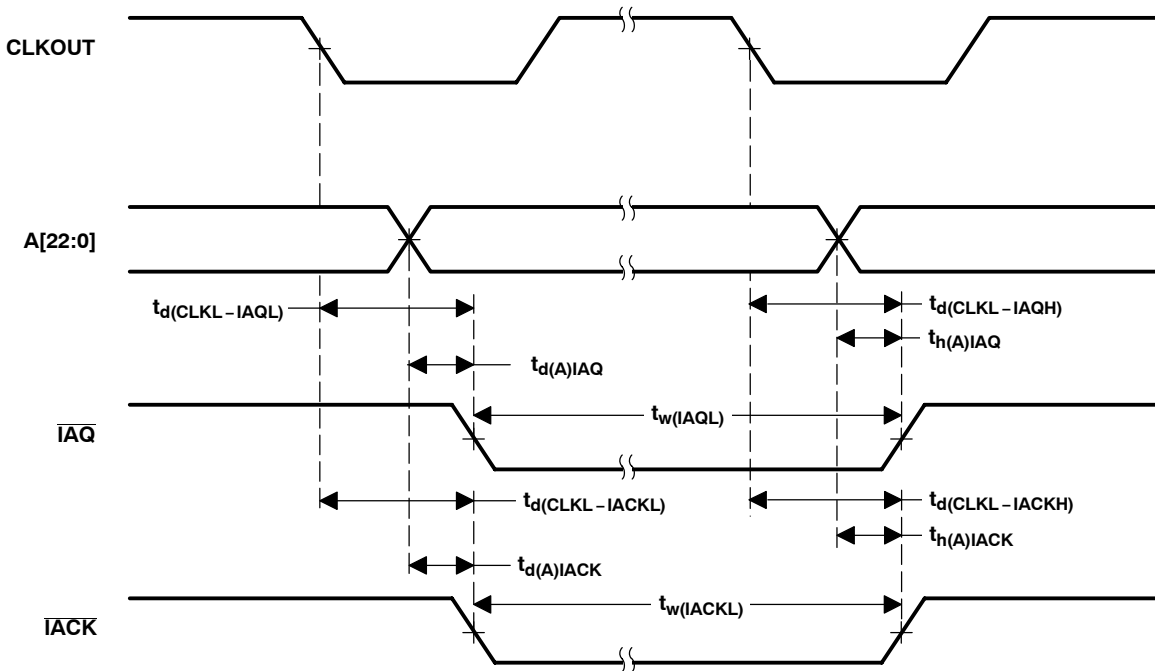 CLKOUT
A[22:0]
td(CLKL – IAQL)
td(CLKL – IAQH)
th(A)IAQ
td(A)IAQ
tw(IAQL)
IAQ
td(CLKL – IACKL)
td(CLKL – IACKH)
th(A)IACK
td(A)IACK
tw(IACKL)
IACK